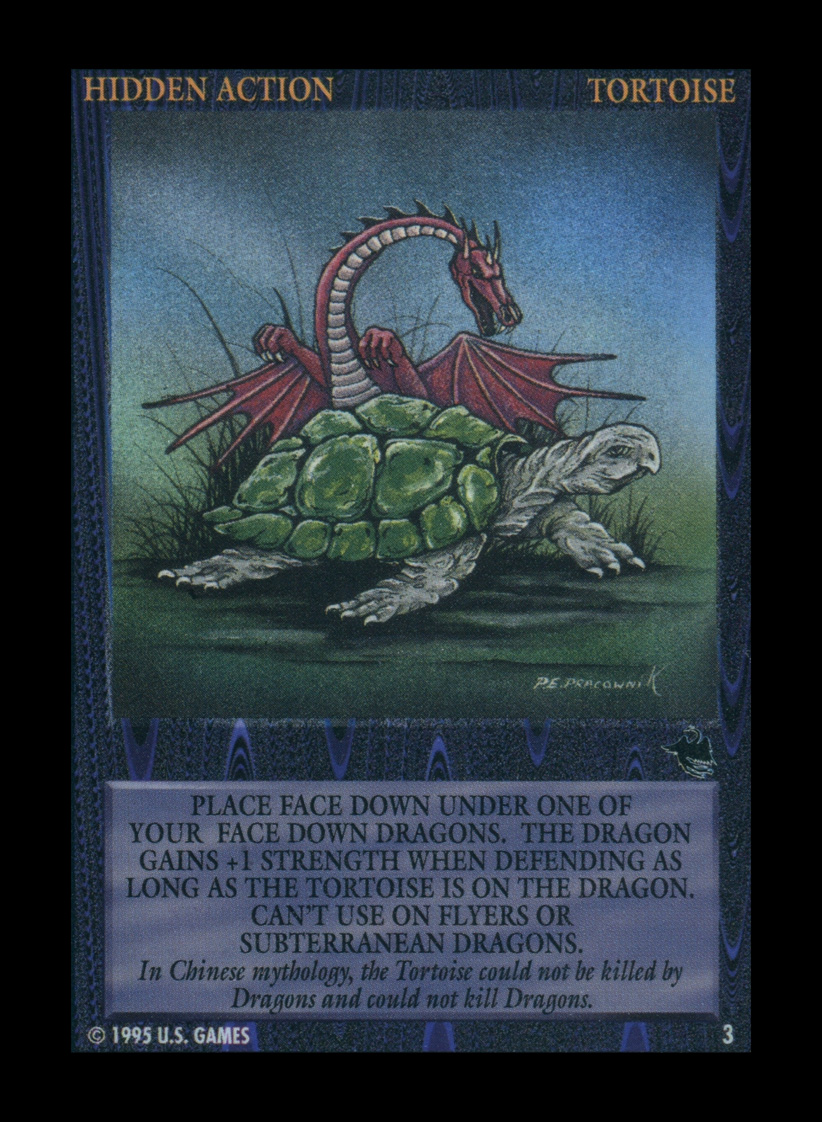 HIDDEN ACTION TORTOISE
P.E. PRACOWNIK
PLACE FACE DOWN UNDER ONE OF
YOUR FACE DOWN DRAGONS. THE DRAGON
GAINS +1 STRENGTH WHEN DEFENDING AS
LONG AS THE TORTOISE IS ON THE DRAGON.
CAN'T USE ON FLYERS OR
SUBTERRANEAN DRAGONS.
In Chinese mythology, the Tortoise could not be killed by
Dragons and could not kill Dragons.
© 1995 U.S. GAMES 3